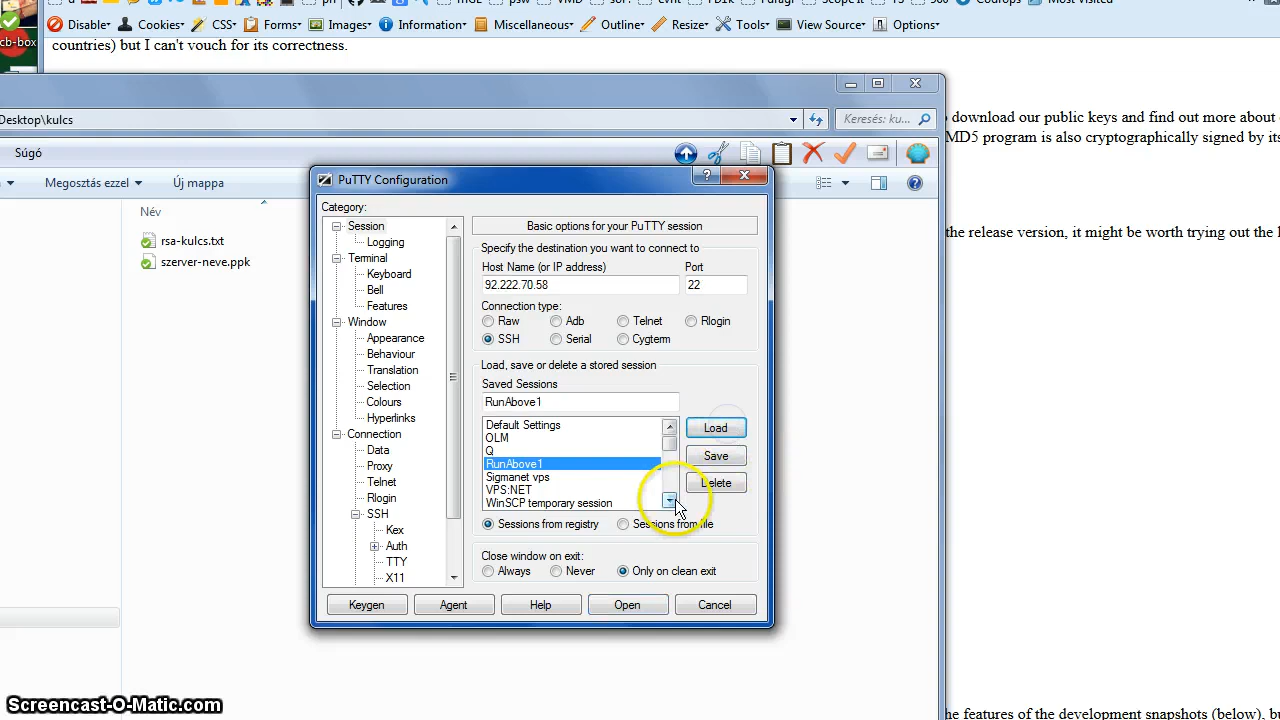 Disable Cookies CSS Forms Images Information Miscellaneous Outline Resize Tools View Source Options
cb-box
countries) but I can't vouch for its correctness.
Desktop\kulcs
Keresés: ku...
download our public keys and find out more about
MD5 program is also cryptographically signed by its
Súgó
Megosztás ezzel Új mappa
Név
rsa-kulcs.txt
szerver-neve.ppk
the release version, it might be worth trying out the
PuTTY Configuration
Category:
Session
Logging
Terminal
Keyboard
Bell
Features
Window
Appearance
Behaviour
Translation
Selection
Colours
Hyperlinks
Connection
Data
Proxy
Telnet
Rlogin
SSH
Kex
Auth
TTY
X11
Basic options for your PuTTY session
Specify the destination you want to connect to
Host Name (or IP address) Port
92.222.70.58 22
Connection type:
Raw Adb Telnet Rlogin
SSH Serial Cygterm
Load, save or delete a stored session
Saved Sessions
RunAbove1
Default Settings
OLM
Q
RunAbove1
Sigmanet vps
VPS:NET
WinSCP temporary session
Load
Save
Delete
Sessions from registry Sessions from file
Close window on exit:
Always Never Only on clean exit
Keygen Agent Help Open Cancel
Screencast-O-Matic.com
he features of the development snapshots (below), bu